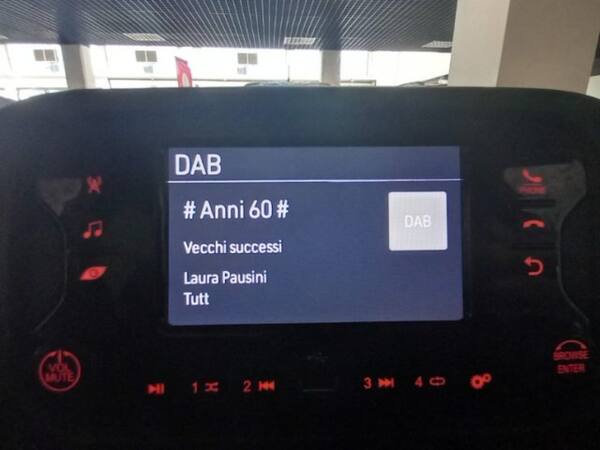 DAB
# Anni 60 #
DAB
Vecchi successi
Laura Pausini
Tutt
PHONE
VOL
MUTE
1
2
3
4
BROWSE
ENTER